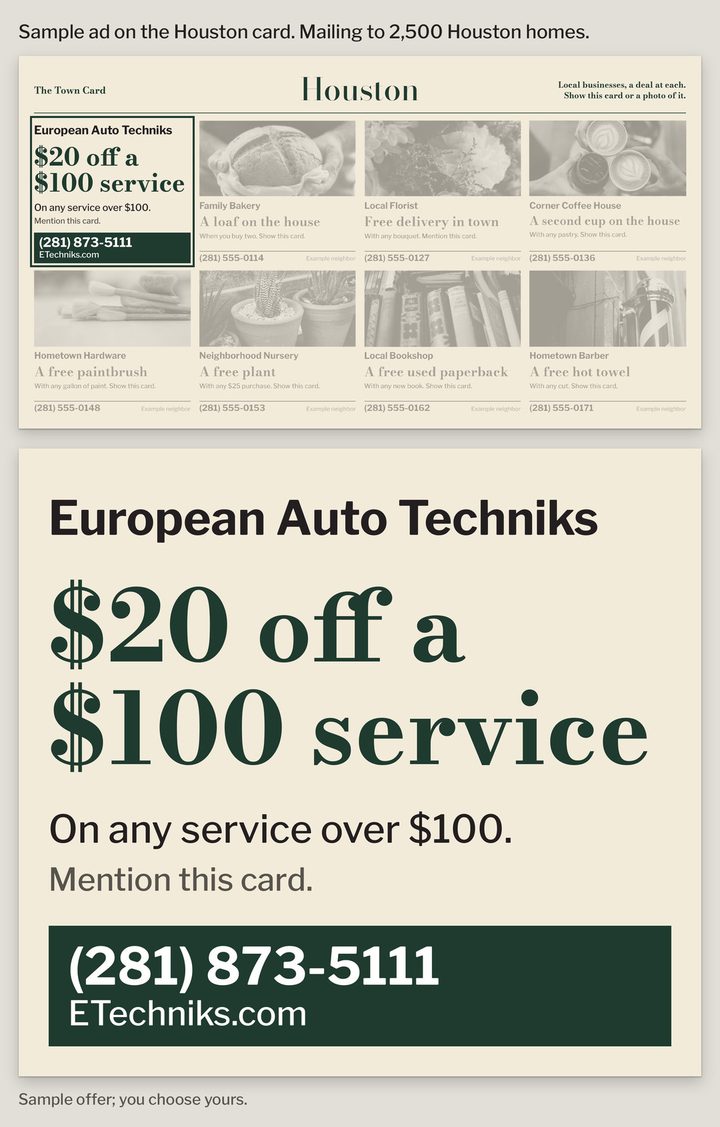 Sample ad on the Houston card. Mailing to 2,500 Houston homes.
The Town Card
Houston
Local businesses, a deal at each.
Show this card or a photo of it.
European Auto Techniks
$20 off a
$100 service
On any service over $100.
Mention this card.
(281) 873-5111
ETechniks.com
Family Bakery
A loaf on the house
When you buy two. Show this card.
(281) 555-0114
Example neighbor
Local Florist
Free delivery in town
With any bouquet. Mention this card.
(281) 555-0127
Example neighbor
Corner Coffee House
A second cup on the house
With any pastry. Show this card.
(281) 555-0136
Example neighbor
Hometown Hardware
A free paintbrush
With any gallon of paint. Show this card.
(281) 555-0148
Example neighbor
Neighborhood Nursery
A free plant
With any $25 purchase. Show this card.
(281) 555-0153
Example neighbor
Local Bookshop
A free used paperback
With any new book. Show this card.
(281) 555-0162
Example neighbor
Hometown Barber
A free hot towel
With any cut. Show this card.
(281) 555-0171
Example neighbor
European Auto Techniks
$20 off a
$100 service
On any service over $100.
Mention this card.
(281) 873-5111
ETechniks.com
Sample offer; you choose yours.